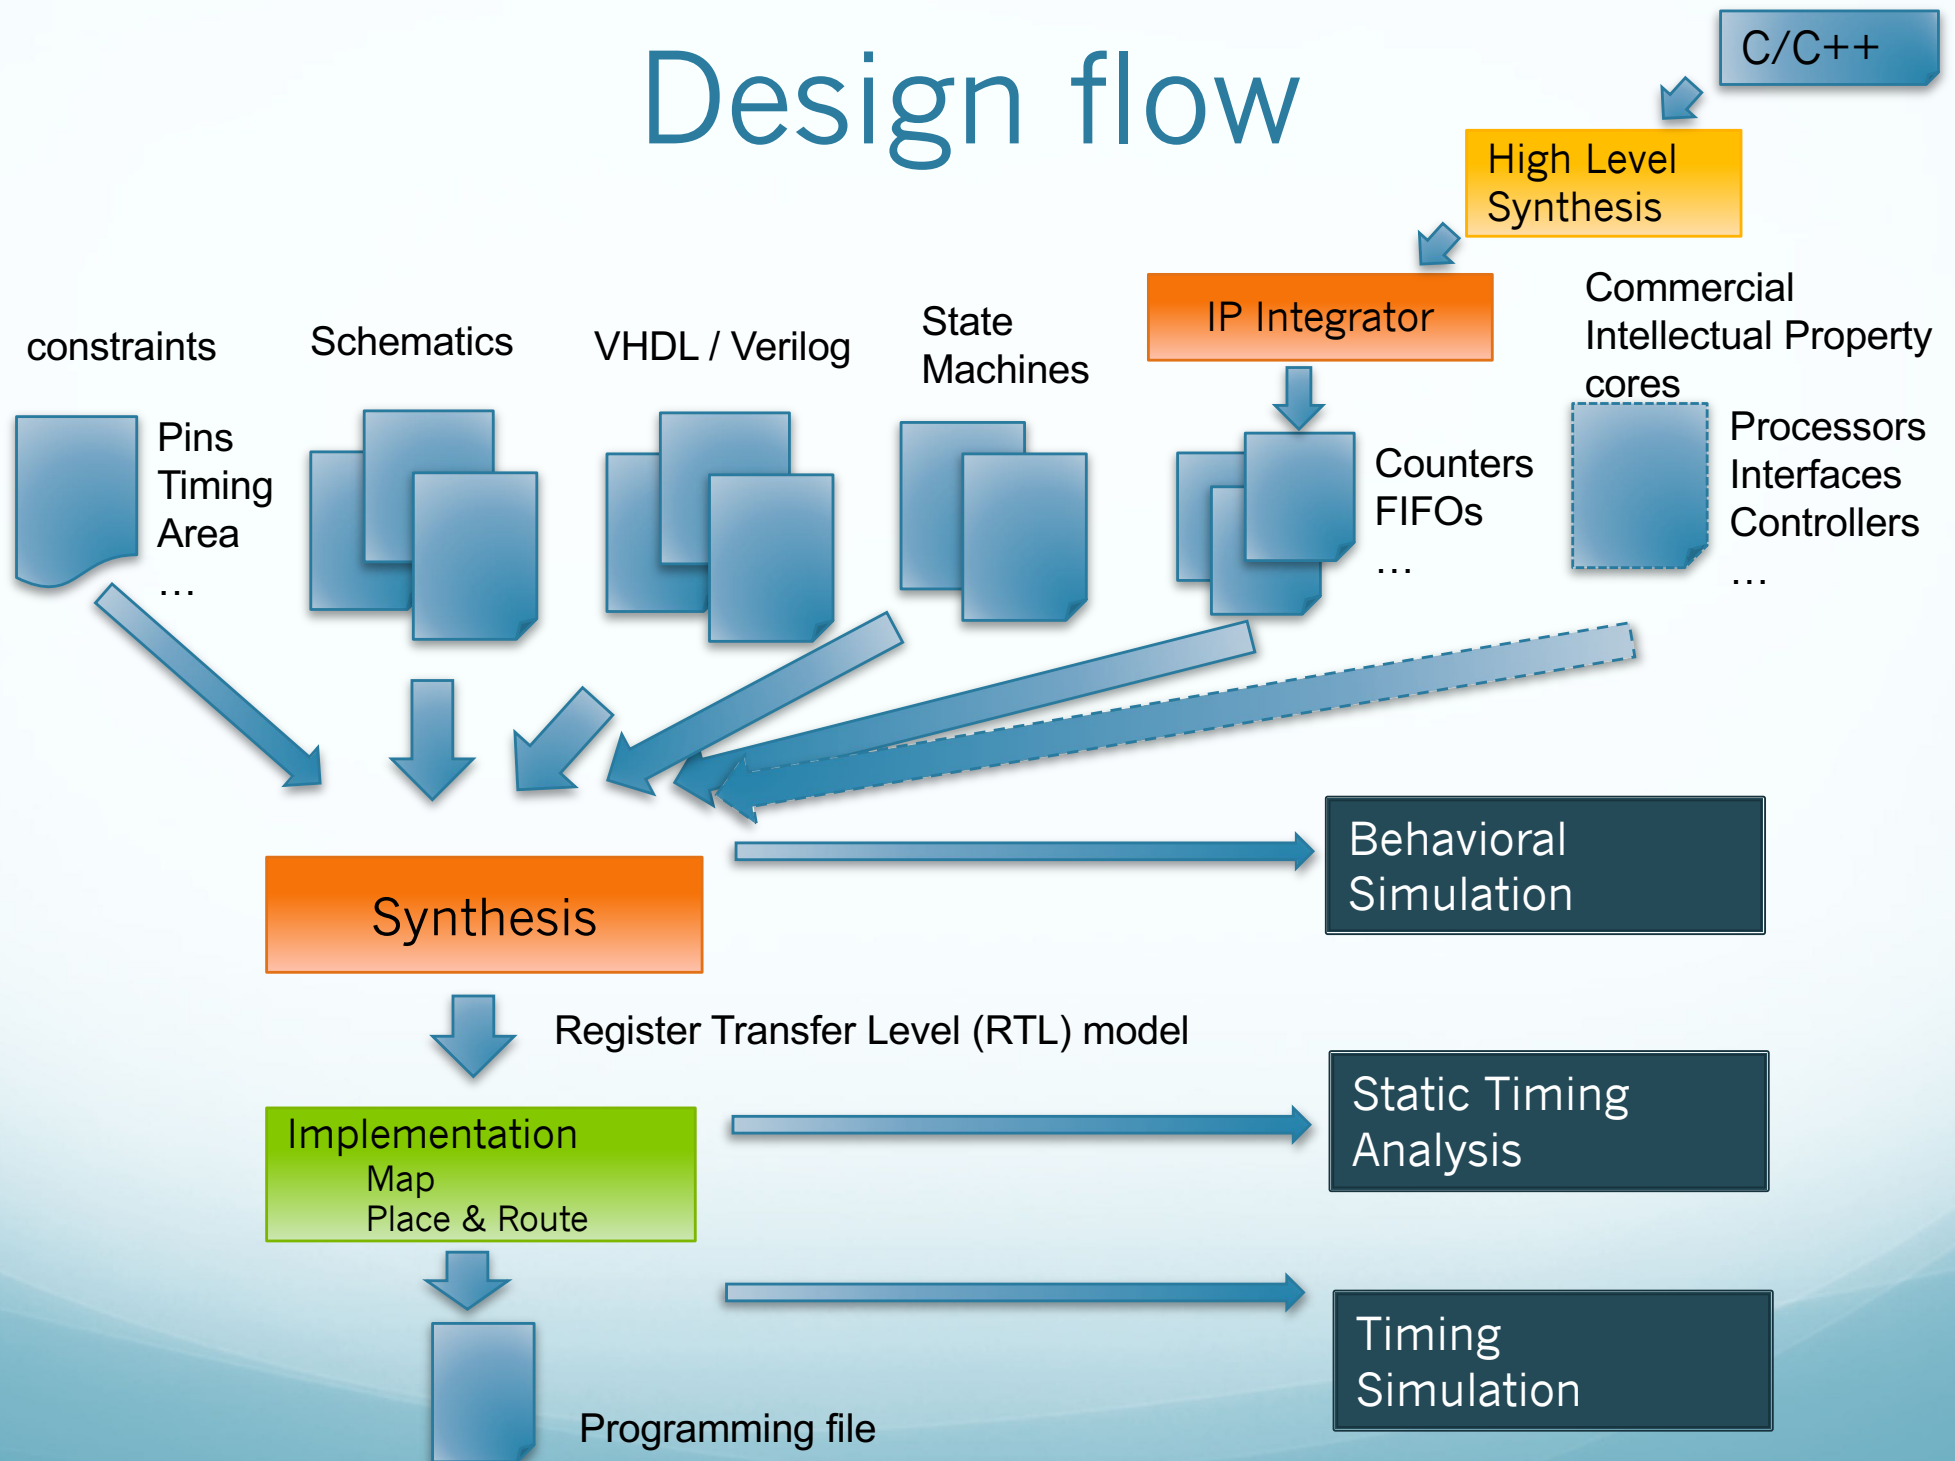 Design flow
C/C++
High Level
Synthesis
IP Integrator
constraints
Schematics
VHDL / Verilog
State
Machines
Commercial
Intellectual Property
cores
Pins
Timing
Area
…
Counters
FIFOs
…
Processors
Interfaces
Controllers
…
Synthesis
Behavioral
Simulation
Register Transfer Level (RTL) model
Implementation
Map
Place & Route
Static Timing
Analysis
Timing
Simulation
Programming file